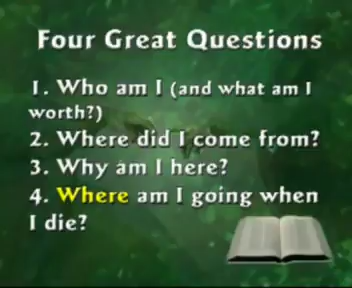 Four Great Questions
1. Who am I (and what am I
worth?)
2. Where did I come from?
3. Why am I here?
4. Where am I going when
I die?